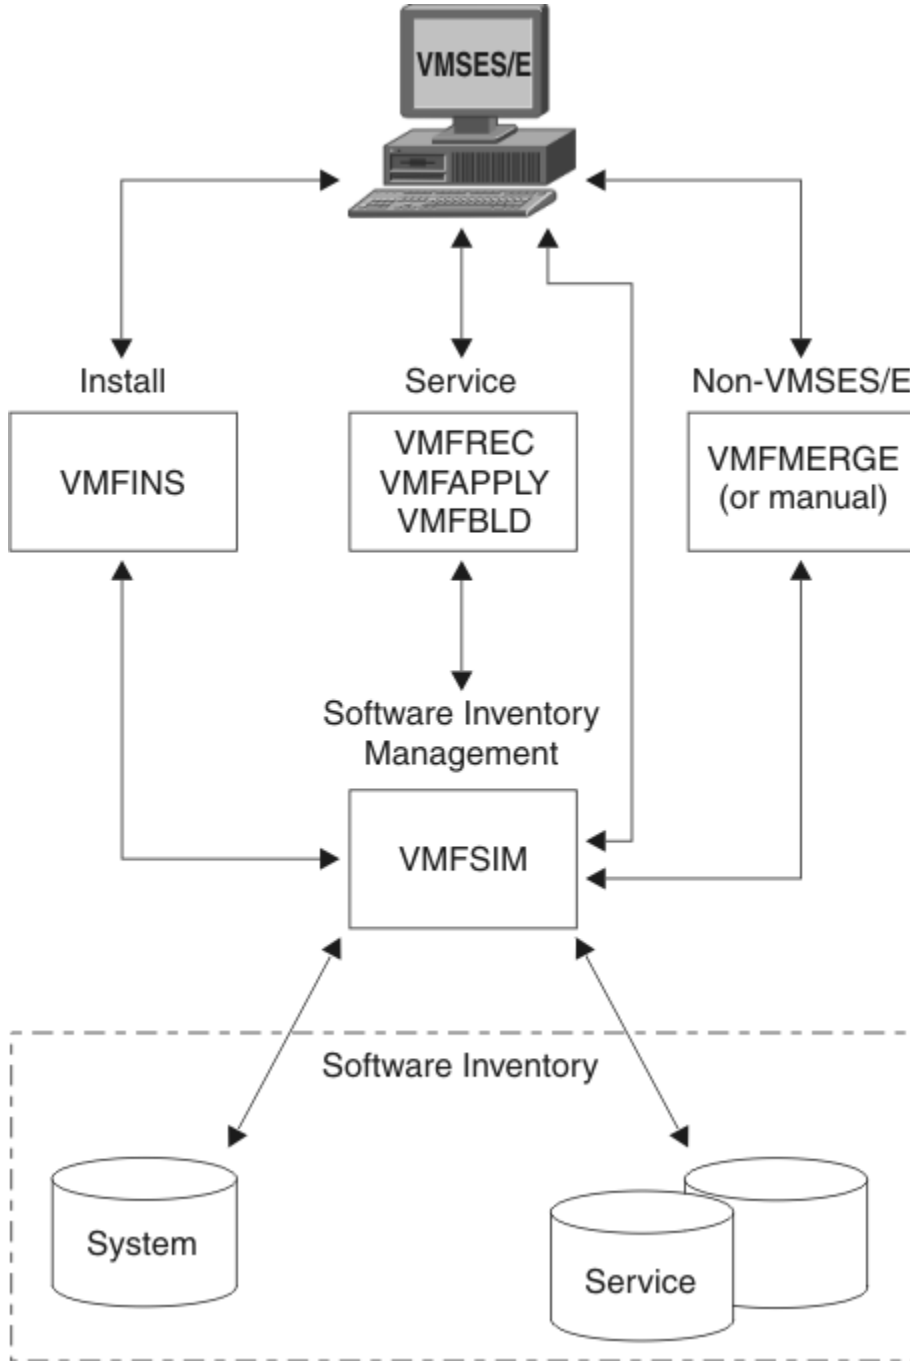 VMSES/E
Install
Service
Non-VMSES/E
VMFINS
VMFREC
VMFAPPLY
VMFBLD
VMFMERGE
(or manual)
Software Inventory
Management
VMFSIM
Software Inventory
System
Service